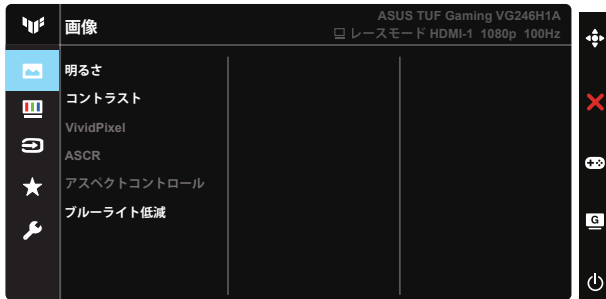 画像
ASUS TUF Gaming VG246H1A
レースモード HDMI-1 1080p 100Hz
明るさ
コントラスト
VividPixel
ASCR
アスペクトコントロール
ブルーライト低減
G